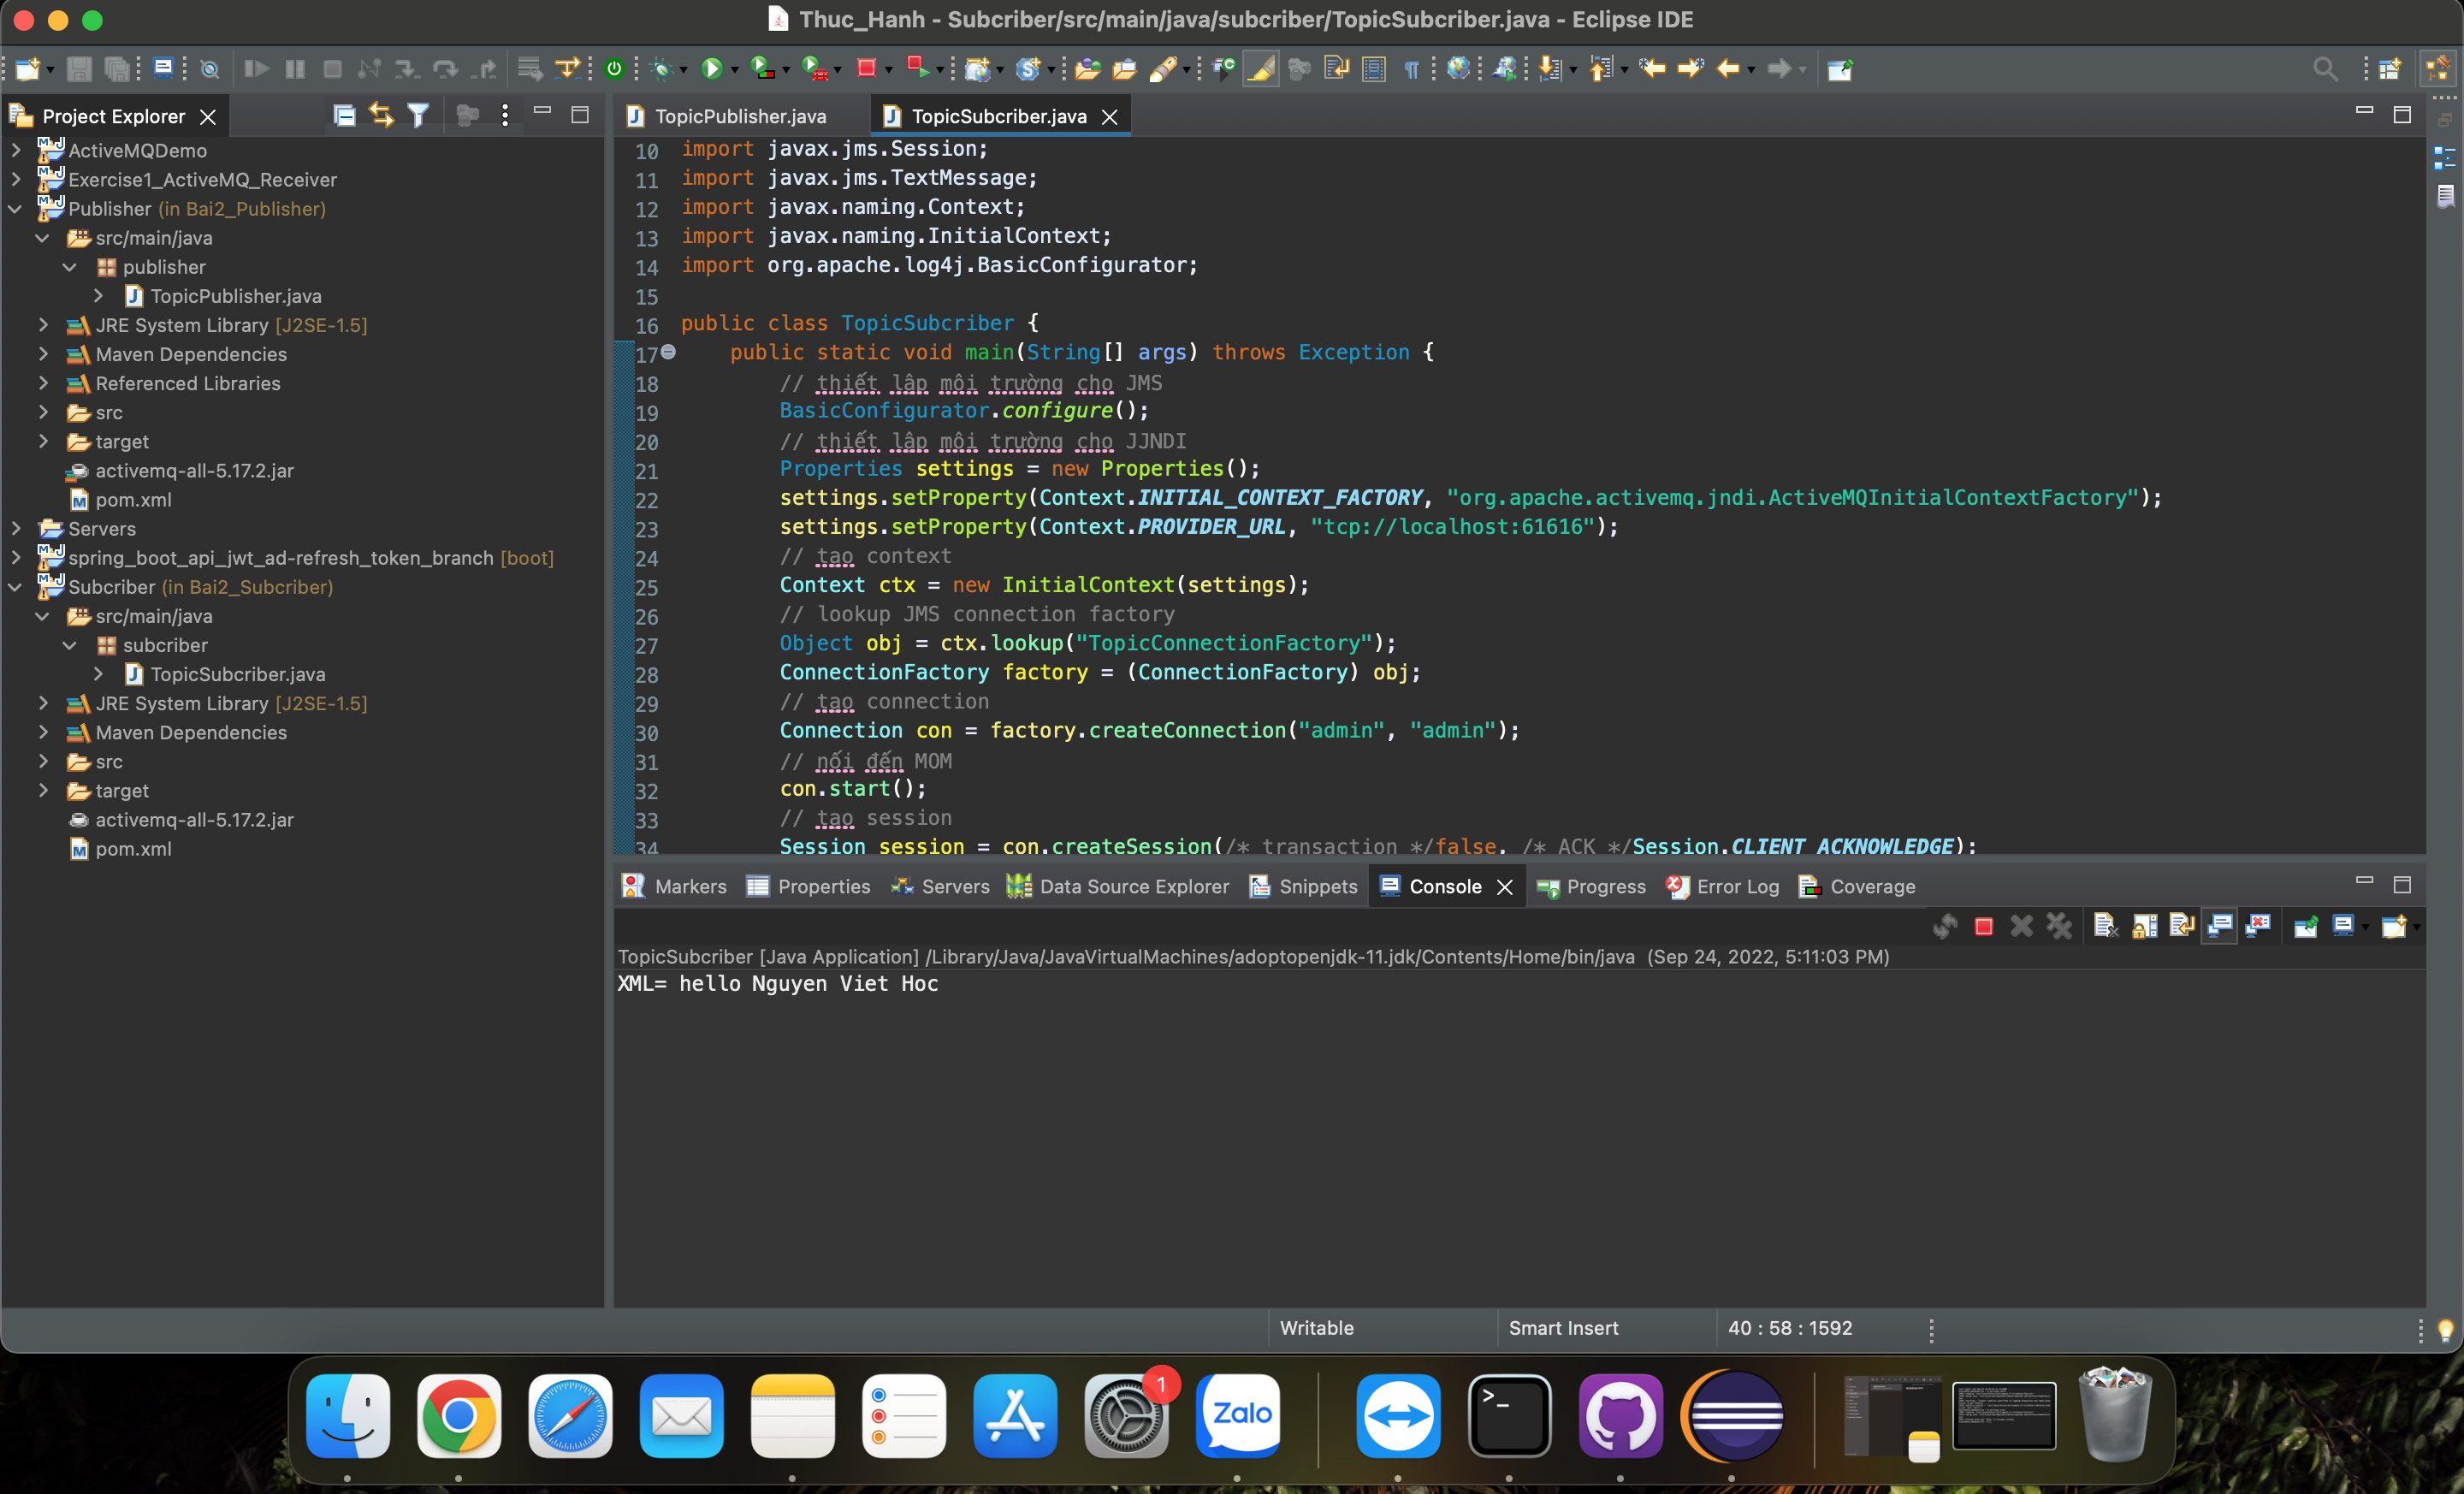 Thuc_Hanh - Subcriber/src/main/java/subcriber/TopicSubcriber.java - Eclipse IDE
Project Explorer
ActiveMQDemo
Exercise1_ActiveMQ_Receiver
Publisher (in Bai2_Publisher)
src/main/java
publisher
TopicPublisher.java
JRE System Library [J2SE-1.5]
Maven Dependencies
Referenced Libraries
src
target
activemq-all-5.17.2.jar
pom.xml
Servers
spring_boot_api_jwt_ad-refresh_token_branch [boot]
Subcriber (in Bai2_Subcriber)
src/main/java
subcriber
TopicSubcriber.java
JRE System Library [J2SE-1.5]
Maven Dependencies
src
target
activemq-all-5.17.2.jar
pom.xml
TopicPublisher.java TopicSubcriber.java
10 import javax.jms.Session;
11 import javax.jms.TextMessage;
12 import javax.naming.Context;
13 import javax.naming.InitialContext;
14 import org.apache.log4j.BasicConfigurator;
15
16 public class TopicSubcriber {
17 public static void main(String[] args) throws Exception {
18 // thiết lập môi trường cho JMS
19 BasicConfigurator.configure();
20 // thiết lập môi trường cho JJNDI
21 Properties settings = new Properties();
22 settings.setProperty(Context.INITIAL_CONTEXT_FACTORY, "org.apache.activemq.jndi.ActiveMQInitialContextFactory");
23 settings.setProperty(Context.PROVIDER_URL, "tcp://localhost:61616");
24 // tạo context
25 Context ctx = new InitialContext(settings);
26 // lookup JMS connection factory
27 Object obj = ctx.lookup("TopicConnectionFactory");
28 ConnectionFactory factory = (ConnectionFactory) obj;
29 // tạo connection
30 Connection con = factory.createConnection("admin", "admin");
31 // nối đến MOM
32 con.start();
33 // tạo session
34 Session session = con.createSession(/* transaction */false, /* ACK */Session.CLIENT_ACKNOWLEDGE);
Markers Properties Servers Data Source Explorer Snippets Console Progress Error Log Coverage
TopicSubcriber [Java Application] /Library/Java/JavaVirtualMachines/adoptopenjdk-11.jdk/Contents/Home/bin/java (Sep 24, 2022, 5:11:03 PM)
XML= hello Nguyen Viet Hoc
Writable Smart Insert 40 : 58 : 1592
1
Zalo
>_